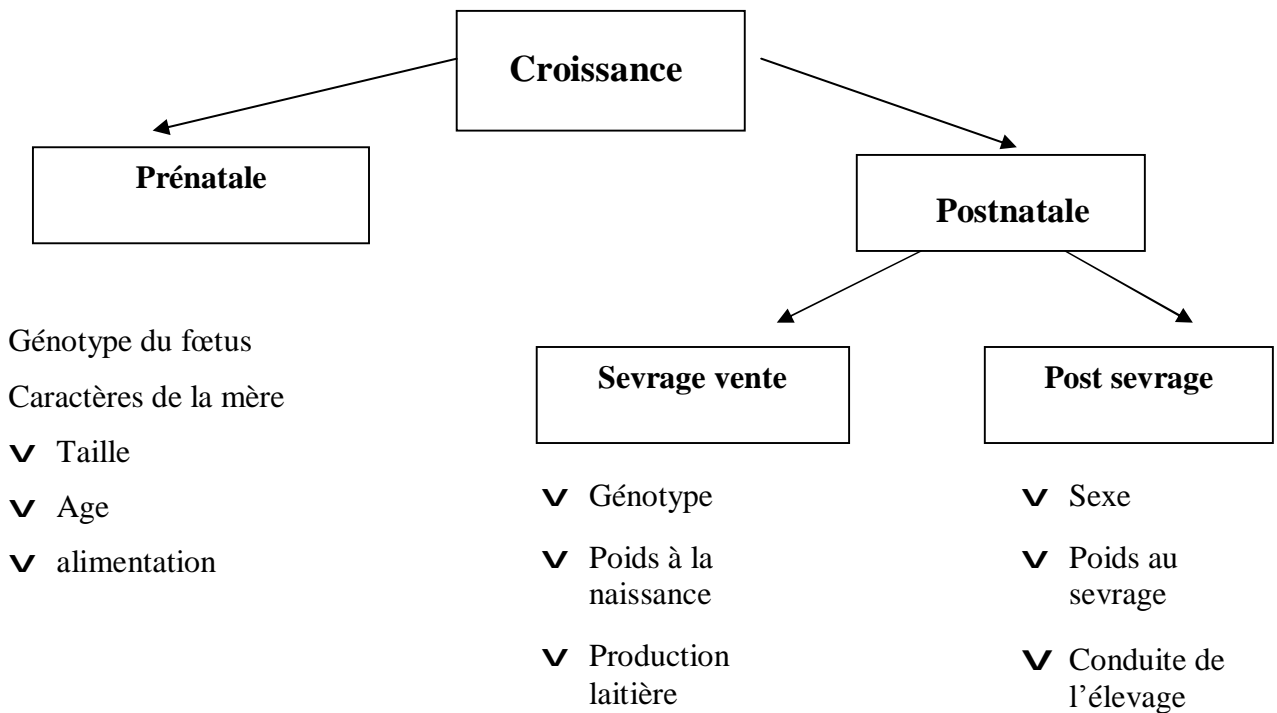 Croissance
Prénatale
Postnatale
Génotype du fœtus
Caractères de la mère
v Taille
v Age
v alimentation
Sevrage vente
v Génotype
v Poids à la
naissance
v Production
laitière
Post sevrage
v Sexe
v Poids au
sevrage
v Conduite de
l’élevage